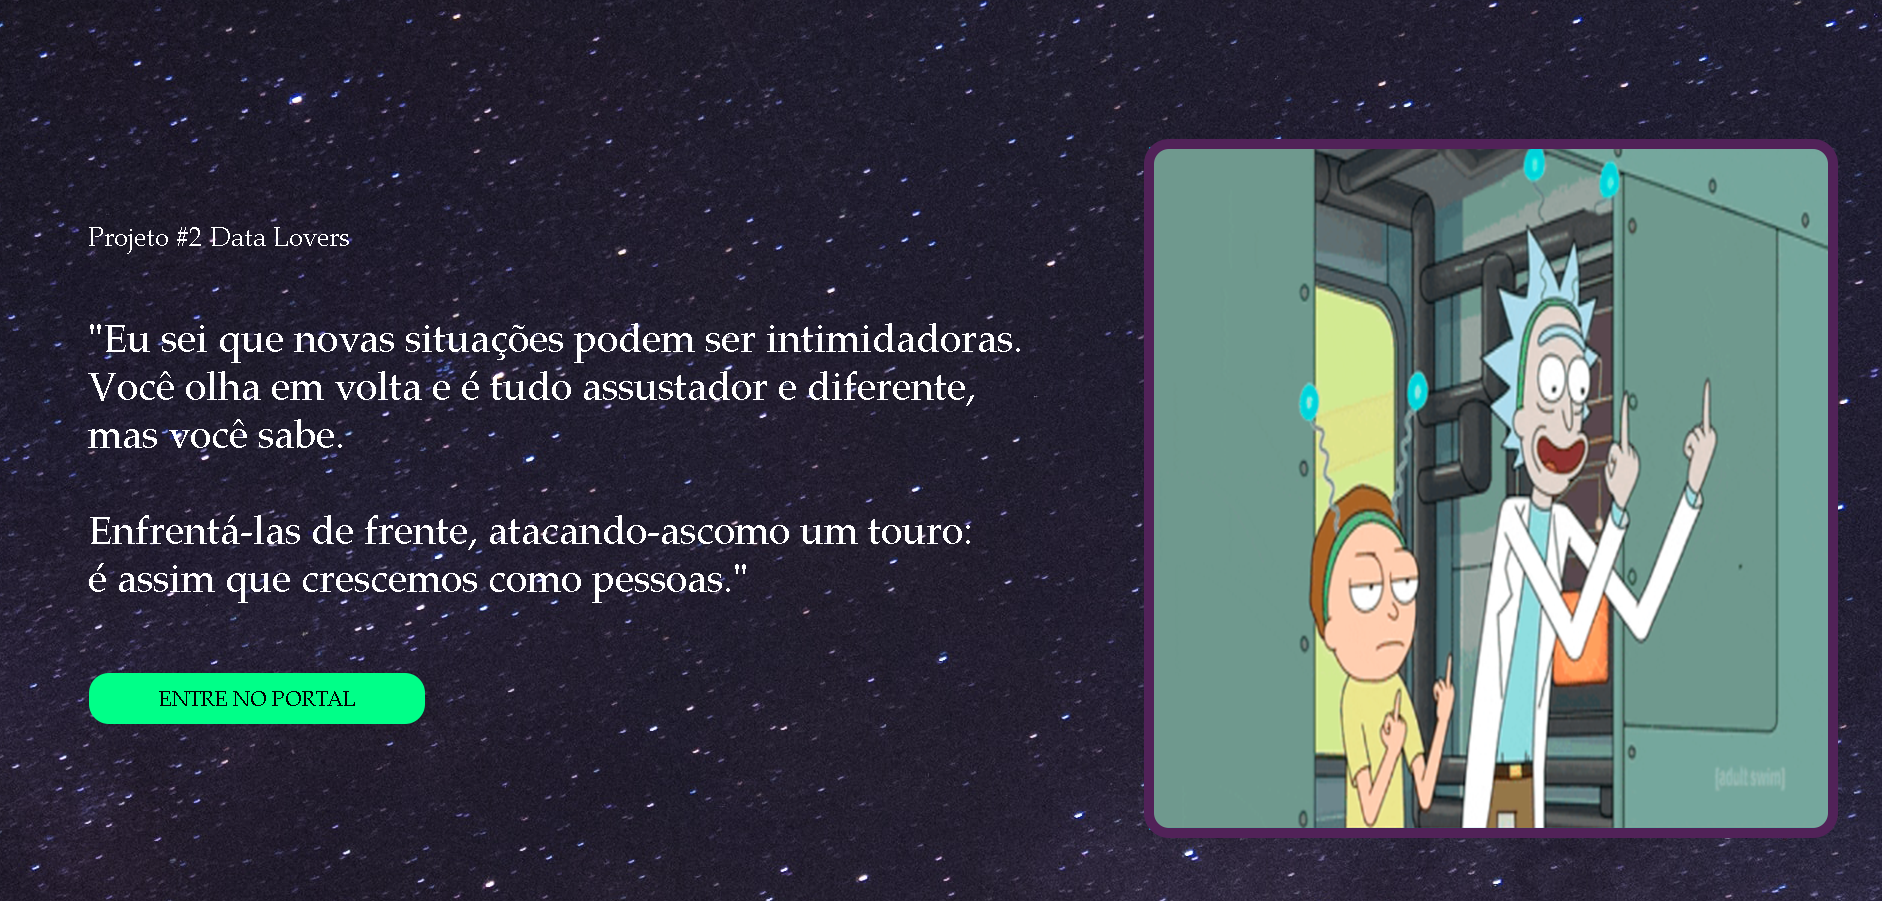 Projeto #2 Data Lovers
"Eu sei que novas situações podem ser intimidadoras.
Você olha em volta e é tudo assustador e diferente,
mas você sabe.
Enfrentá-las de frente, atacando-ascomo um touro:
é assim que crescemos como pessoas."
ENTRE NO PORTAL
[adult swim]